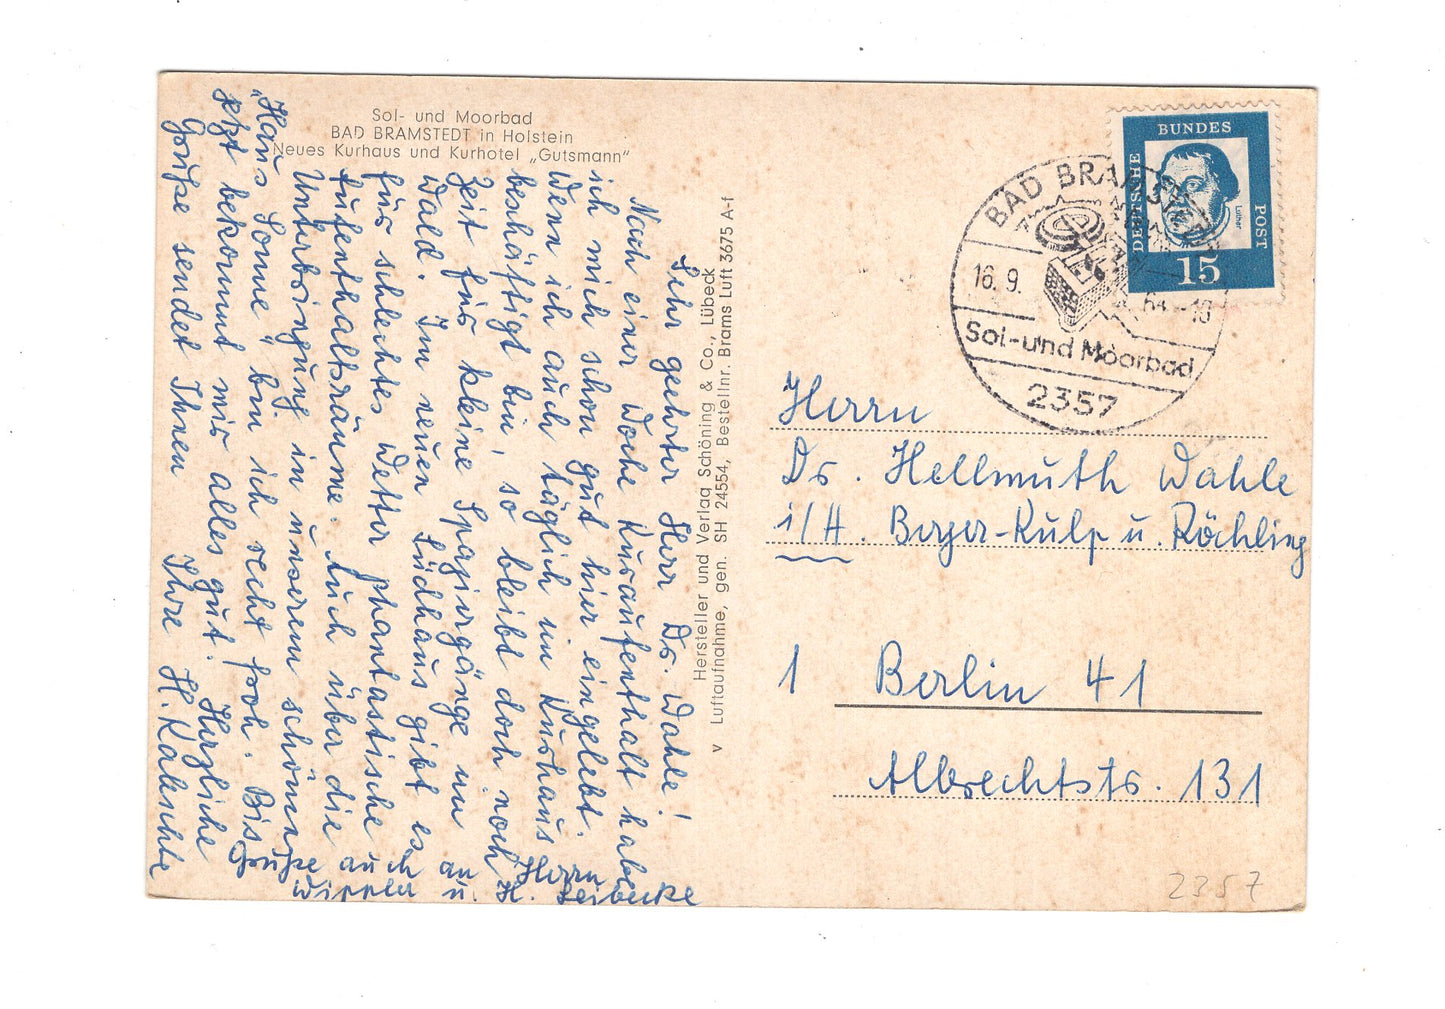 Sol- und Moorbad
BAD BRAMSTEDT in Holstein
Neues Kurhaus und Kurhotel „Gutsmann"
Sehr geehrter Herr Dr. Wahle!
Nach einer Woche Kuraufenthalt habe
ich mich schon gut hier eingelebt.
Wenn ich auch täglich im Kurhaus
beschäftigt bin, so bleibt doch noch
Zeit für kleine Spaziergänge im
Wald. Im neuen Südhaus gibt es
für schlechtes Wetter phantastische
Aufenthaltsräume. Auch über die
Unterbringung in unserem schönen
„Haus Sonne" bin ich recht froh. Bis
jetzt bekommt mir alles gut. Herzliche
Grüße sendet Ihnen Ihre H.
Grüße auch an Herrn
Wippler u. H.
Hersteller und Verlag Schöning & Co., Lübeck
v Luftaufnahme, gen. SH 24554, Bestellnr. Brams Luft 3675 A-f
DEUTSCHE
BUNDES
POST
Luther
15
BAD BRAMSTEDT
16. 9. 64 -18
Sol- und Moorbad
2357
Herrn
Dr. Hellmuth Wahle
i/H. Berger-Kulp u. Röchling
1 Berlin 41
Albrechtstr. 131
2357